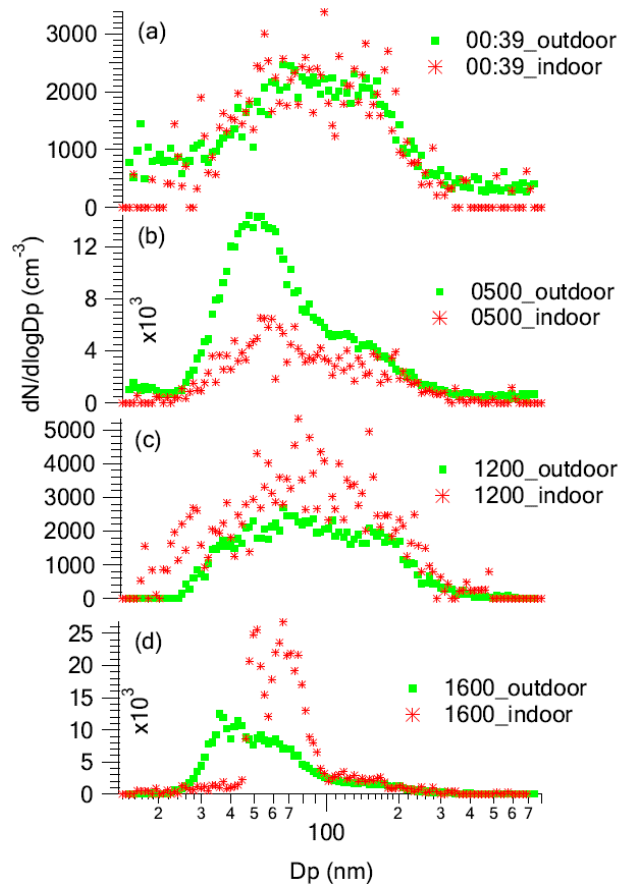 (a)
00:39_outdoor
00:39_indoor
3000
2000
1000
0
(b)
0500_outdoor
0500_indoor
12
8
4
0
x10³
dN/dlogDp (cm⁻³)
(c)
1200_outdoor
1200_indoor
5000
4000
3000
2000
1000
0
(d)
1600_outdoor
1600_indoor
25
20
15
10
5
0
x10³
2 3 4 5 6 7 2 3 4 5 6 7
100
Dp (nm)